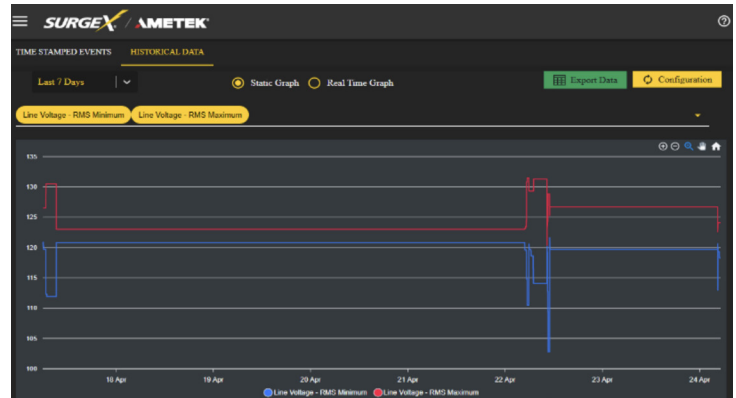 SURGEX / AMETEK
TIME STAMPED EVENTS HISTORICAL DATA
Last 7 Days Static Graph Real Time Graph Export Data Configuration
Line Voltage - RMS Minimum Line Voltage - RMS Maximum
135
130
125
120
115
110
105
100
18 Apr 19 Apr 20 Apr 21 Apr 22 Apr 23 Apr 24 Apr
Line Voltage - RMS Minimum Line Voltage - RMS Maximum